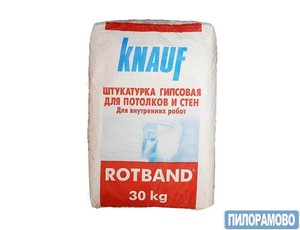 KNAUF
ШТУКАТУРКА ГИПСОВАЯ
ДЛЯ ПОТОЛКОВ И СТЕН
Для внутренних работ
ROTBAND®
30 kg
ПИЛОРАМОВО